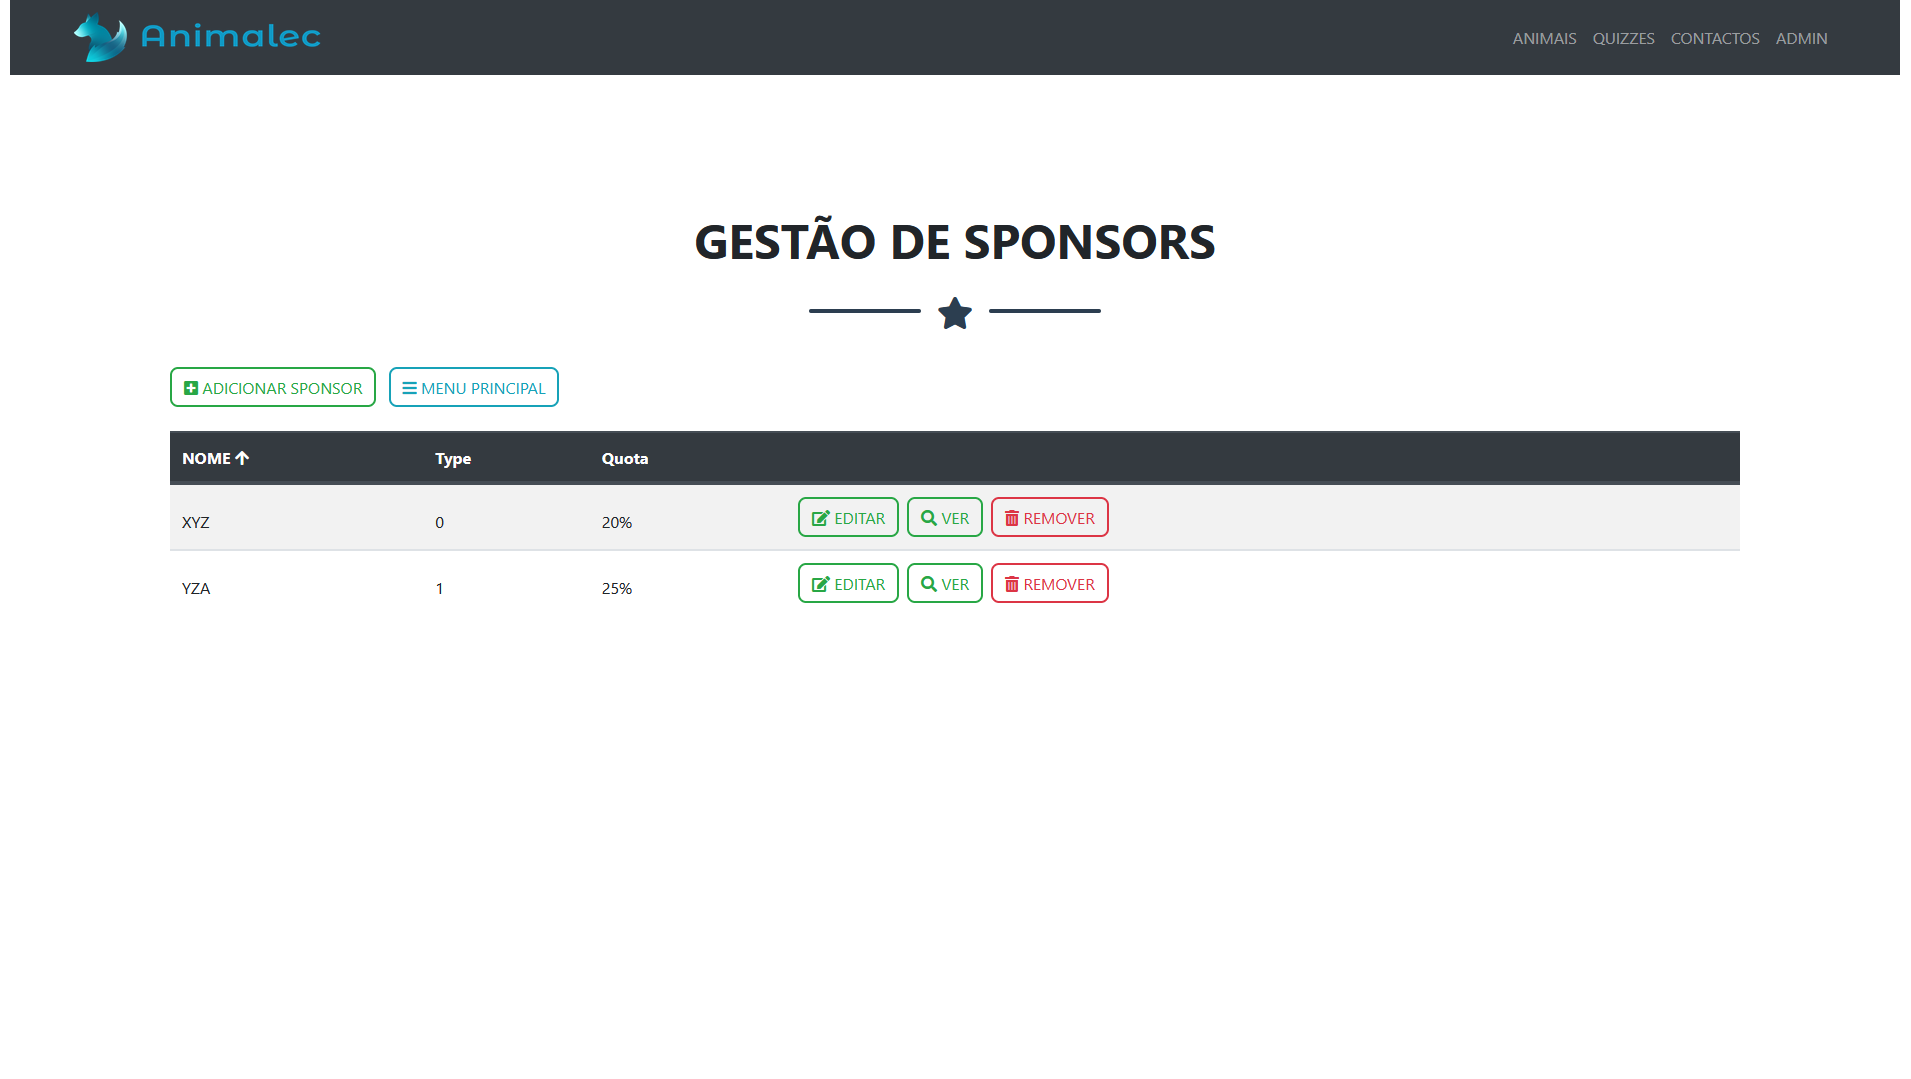 Animalec
ANIMAIS QUIZZES CONTACTOS ADMIN
GESTÃO DE SPONSORS
ADICIONAR SPONSOR MENU PRINCIPAL
NOME Type Quota
XYZ 0 20% EDITAR VER REMOVER
YZA 1 25% EDITAR VER REMOVER